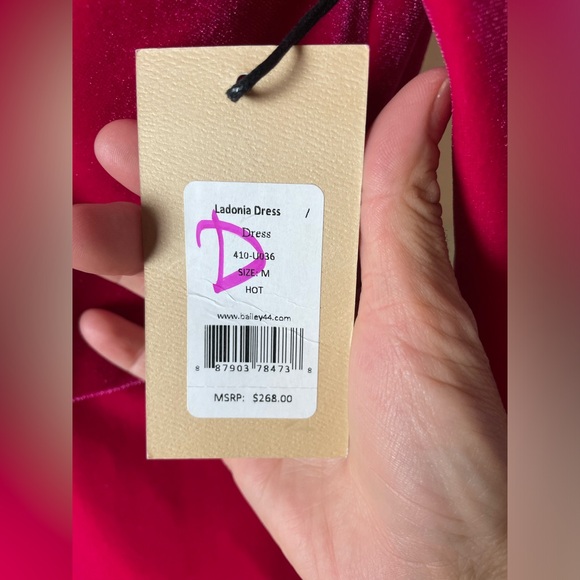 Ladonia Dress /
Dress
410-U036
SIZE: M
HOT
D
www.bailey44.com
8 87903 78473 8
MSRP: $268.00